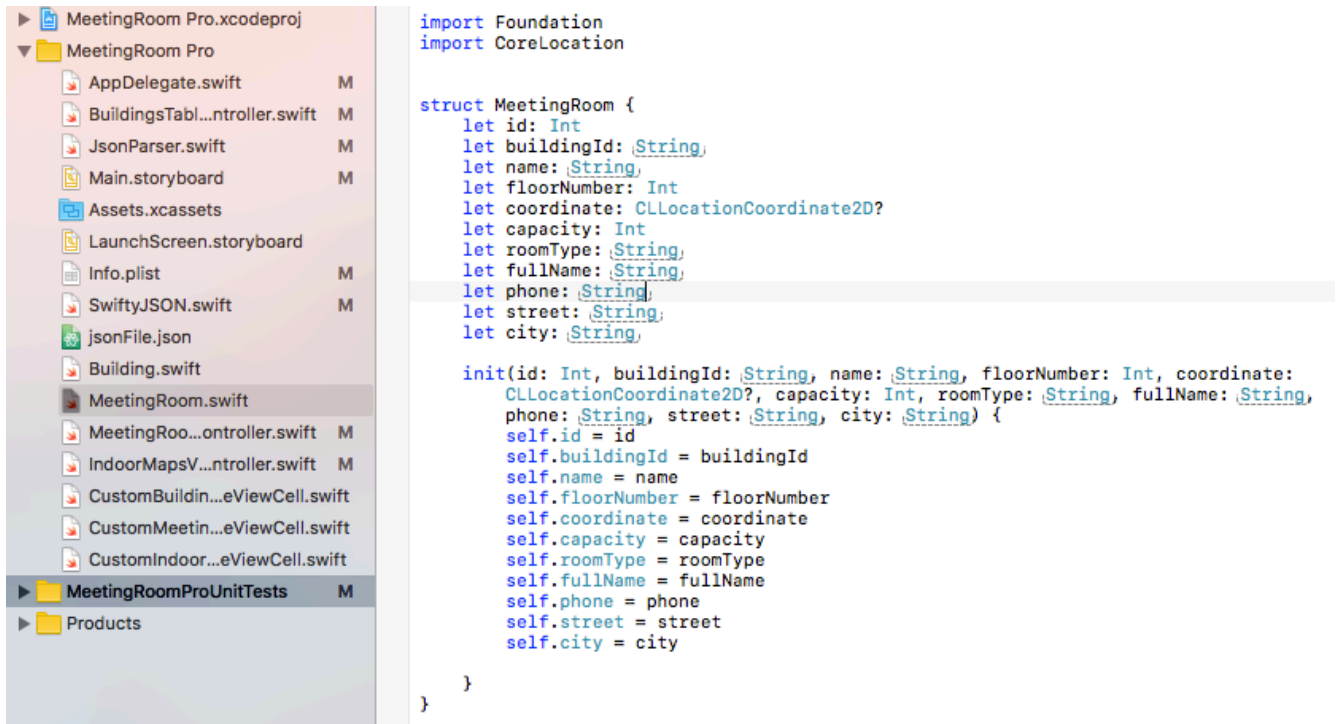 MeetingRoom Pro.xcodeproj
MeetingRoom Pro
AppDelegate.swift M
BuildingsTabl...ntroller.swift M
JsonParser.swift M
Main.storyboard M
Assets.xcassets
LaunchScreen.storyboard
Info.plist M
SwiftyJSON.swift M
jsonFile.json
Building.swift
MeetingRoom.swift
MeetingRoo...ontroller.swift M
IndoorMapsV...ntroller.swift M
CustomBuildin...eViewCell.swift
CustomMeetin...eViewCell.swift
CustomIndoor...eViewCell.swift
MeetingRoomProUnitTests M
Products
import Foundation
import CoreLocation
struct MeetingRoom {
let id: Int
let buildingId: String
let name: String
let floorNumber: Int
let coordinate: CLLocationCoordinate2D?
let capacity: Int
let roomType: String
let fullName: String
let phone: String
let street: String
let city: String
init(id: Int, buildingId: String, name: String, floorNumber: Int, coordinate:
CLLocationCoordinate2D?, capacity: Int, roomType: String, fullName: String,
phone: String, street: String, city: String) {
self.id = id
self.buildingId = buildingId
self.name = name
self.floorNumber = floorNumber
self.coordinate = coordinate
self.capacity = capacity
self.roomType = roomType
self.fullName = fullName
self.phone = phone
self.street = street
self.city = city
}
}